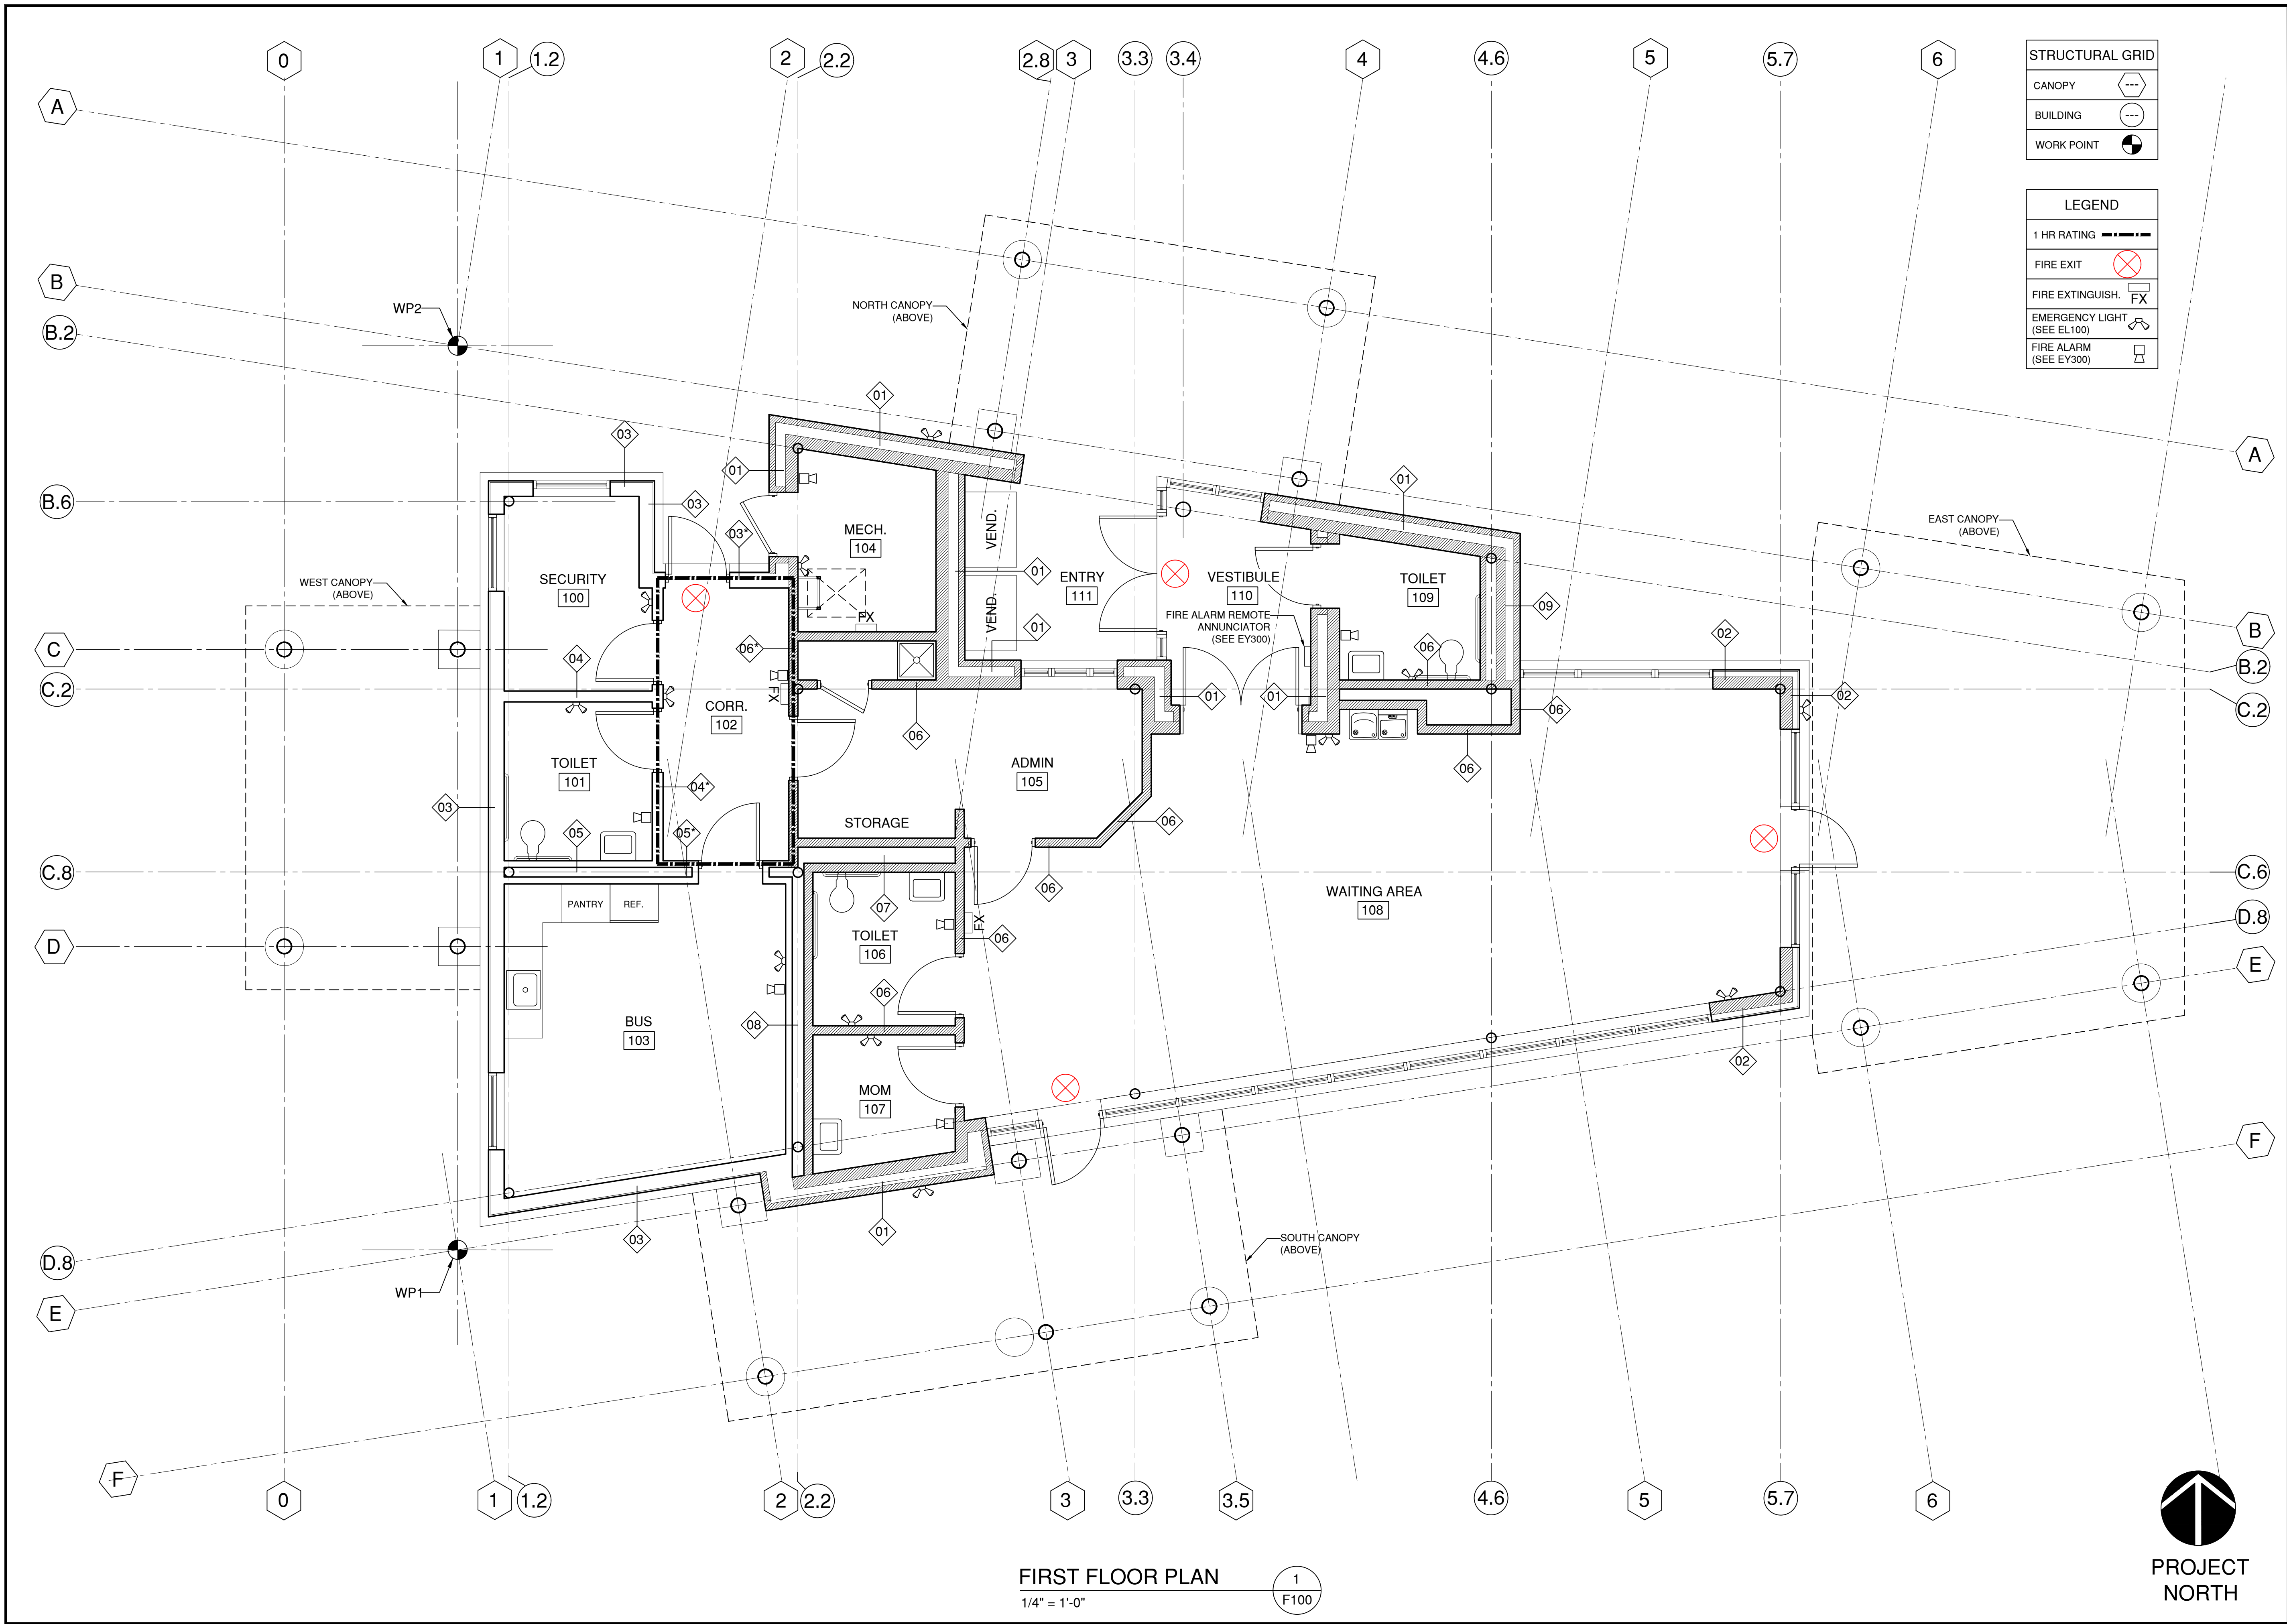 0
1
1.2
2
2.2
2.8
3
3.3
3.4
4
4.6
5
5.7
6
STRUCTURAL GRID
CANOPY ---
BUILDING ---
WORK POINT
LEGEND
1 HR RATING
FIRE EXIT
FIRE EXTINGUISH. FX
EMERGENCY LIGHT
(SEE EL100)
FIRE ALARM
(SEE EY300)
A
B
B.2
B.6
C
C.2
C.8
D
D.8
E
F
A
B
B.2
C.2
C.6
D.8
E
F
WP2
NORTH CANOPY
(ABOVE)
EAST CANOPY
(ABOVE)
WEST CANOPY
(ABOVE)
01
03
01
03
03*
01
MECH.
104
VEND.
VEND.
FX
SECURITY
100
ENTRY
111
01
01
VESTIBULE
110
FIRE ALARM REMOTE
ANNUNCIATOR
(SEE EY300)
TOILET
109
09
06
02
02
04
06*
FX
CORR.
102
06
01
01
06
06
TOILET
101
04*
ADMIN
105
03
05
05*
STORAGE
06
06
WAITING AREA
108
PANTRY
REF.
07
TOILET
106
FX
06
06
BUS
103
08
02
MOM
107
03
01
SOUTH CANOPY
(ABOVE)
WP1
0
1
1.2
2
2.2
3
3.3
3.5
4.6
5
5.7
6
FIRST FLOOR PLAN
1/4" = 1'-0"
1
F100
PROJECT
NORTH